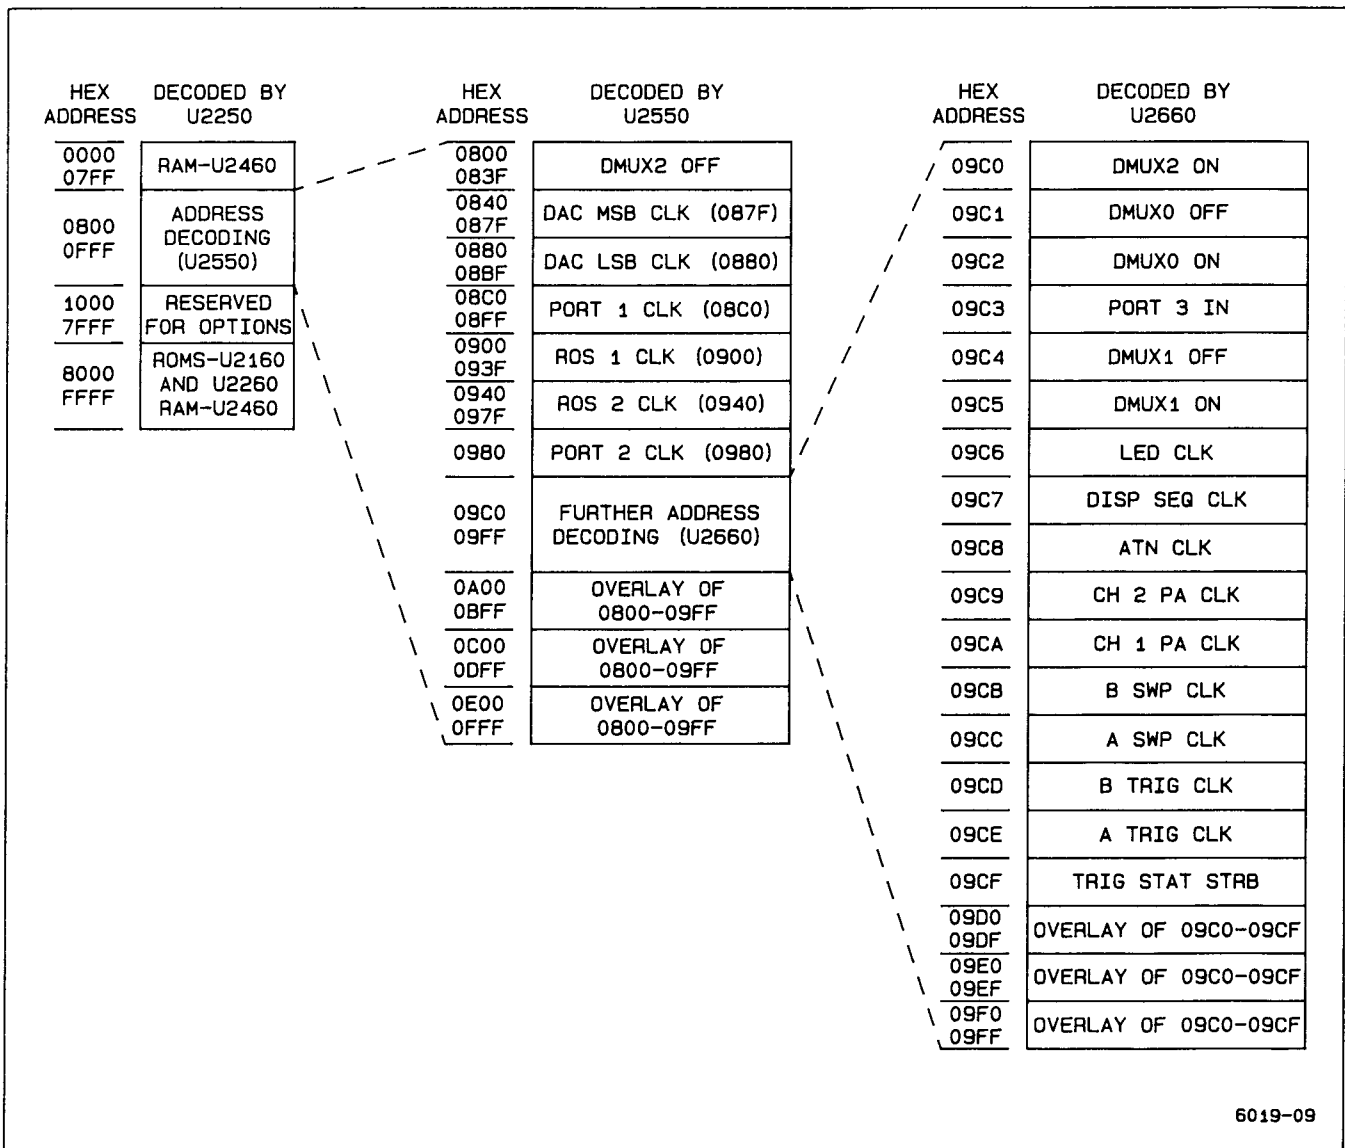 HEX ADDRESS
DECODED BY U2250
0000
07FF
RAM-U2460
0800
0FFF
ADDRESS
DECODING
(U2550)
1000
7FFF
RESERVED
FOR OPTIONS
8000
FFFF
ROMS-U2160
AND U2260
RAM-U2460
HEX ADDRESS
DECODED BY U2550
0800
083F
DMUX2 OFF
0840
087F
DAC MSB CLK (087F)
0880
08BF
DAC LSB CLK (0880)
08C0
08FF
PORT 1 CLK (08C0)
0900
093F
ROS 1 CLK (0900)
0940
097F
ROS 2 CLK (0940)
0980
PORT 2 CLK (0980)
09C0
09FF
FURTHER ADDRESS
DECODING (U2660)
0A00
0BFF
OVERLAY OF
0800-09FF
0C00
0DFF
OVERLAY OF
0800-09FF
0E00
0FFF
OVERLAY OF
0800-09FF
HEX ADDRESS
DECODED BY U2660
09C0
DMUX2 ON
09C1
DMUX0 OFF
09C2
DMUX0 ON
09C3
PORT 3 IN
09C4
DMUX1 OFF
09C5
DMUX1 ON
09C6
LED CLK
09C7
DISP SEQ CLK
09C8
ATN CLK
09C9
CH 2 PA CLK
09CA
CH 1 PA CLK
09CB
B SWP CLK
09CC
A SWP CLK
09CD
B TRIG CLK
09CE
A TRIG CLK
09CF
TRIG STAT STRB
09D0
09DF
OVERLAY OF 09C0-09CF
09E0
09EF
OVERLAY OF 09C0-09CF
09F0
09FF
OVERLAY OF 09C0-09CF
6019-09